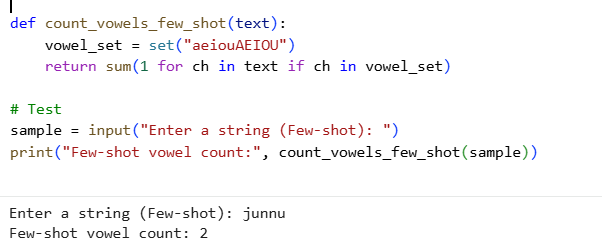 def count_vowels_few_shot(text):
    vowel_set = set("aeiouAEIOU")
    return sum(1 for ch in text if ch in vowel_set)
# Test
sample = input("Enter a string (Few-shot): ")
print("Few-shot vowel count:", count_vowels_few_shot(sample))
Enter a string (Few-shot): junnu
Few-shot vowel count: 2